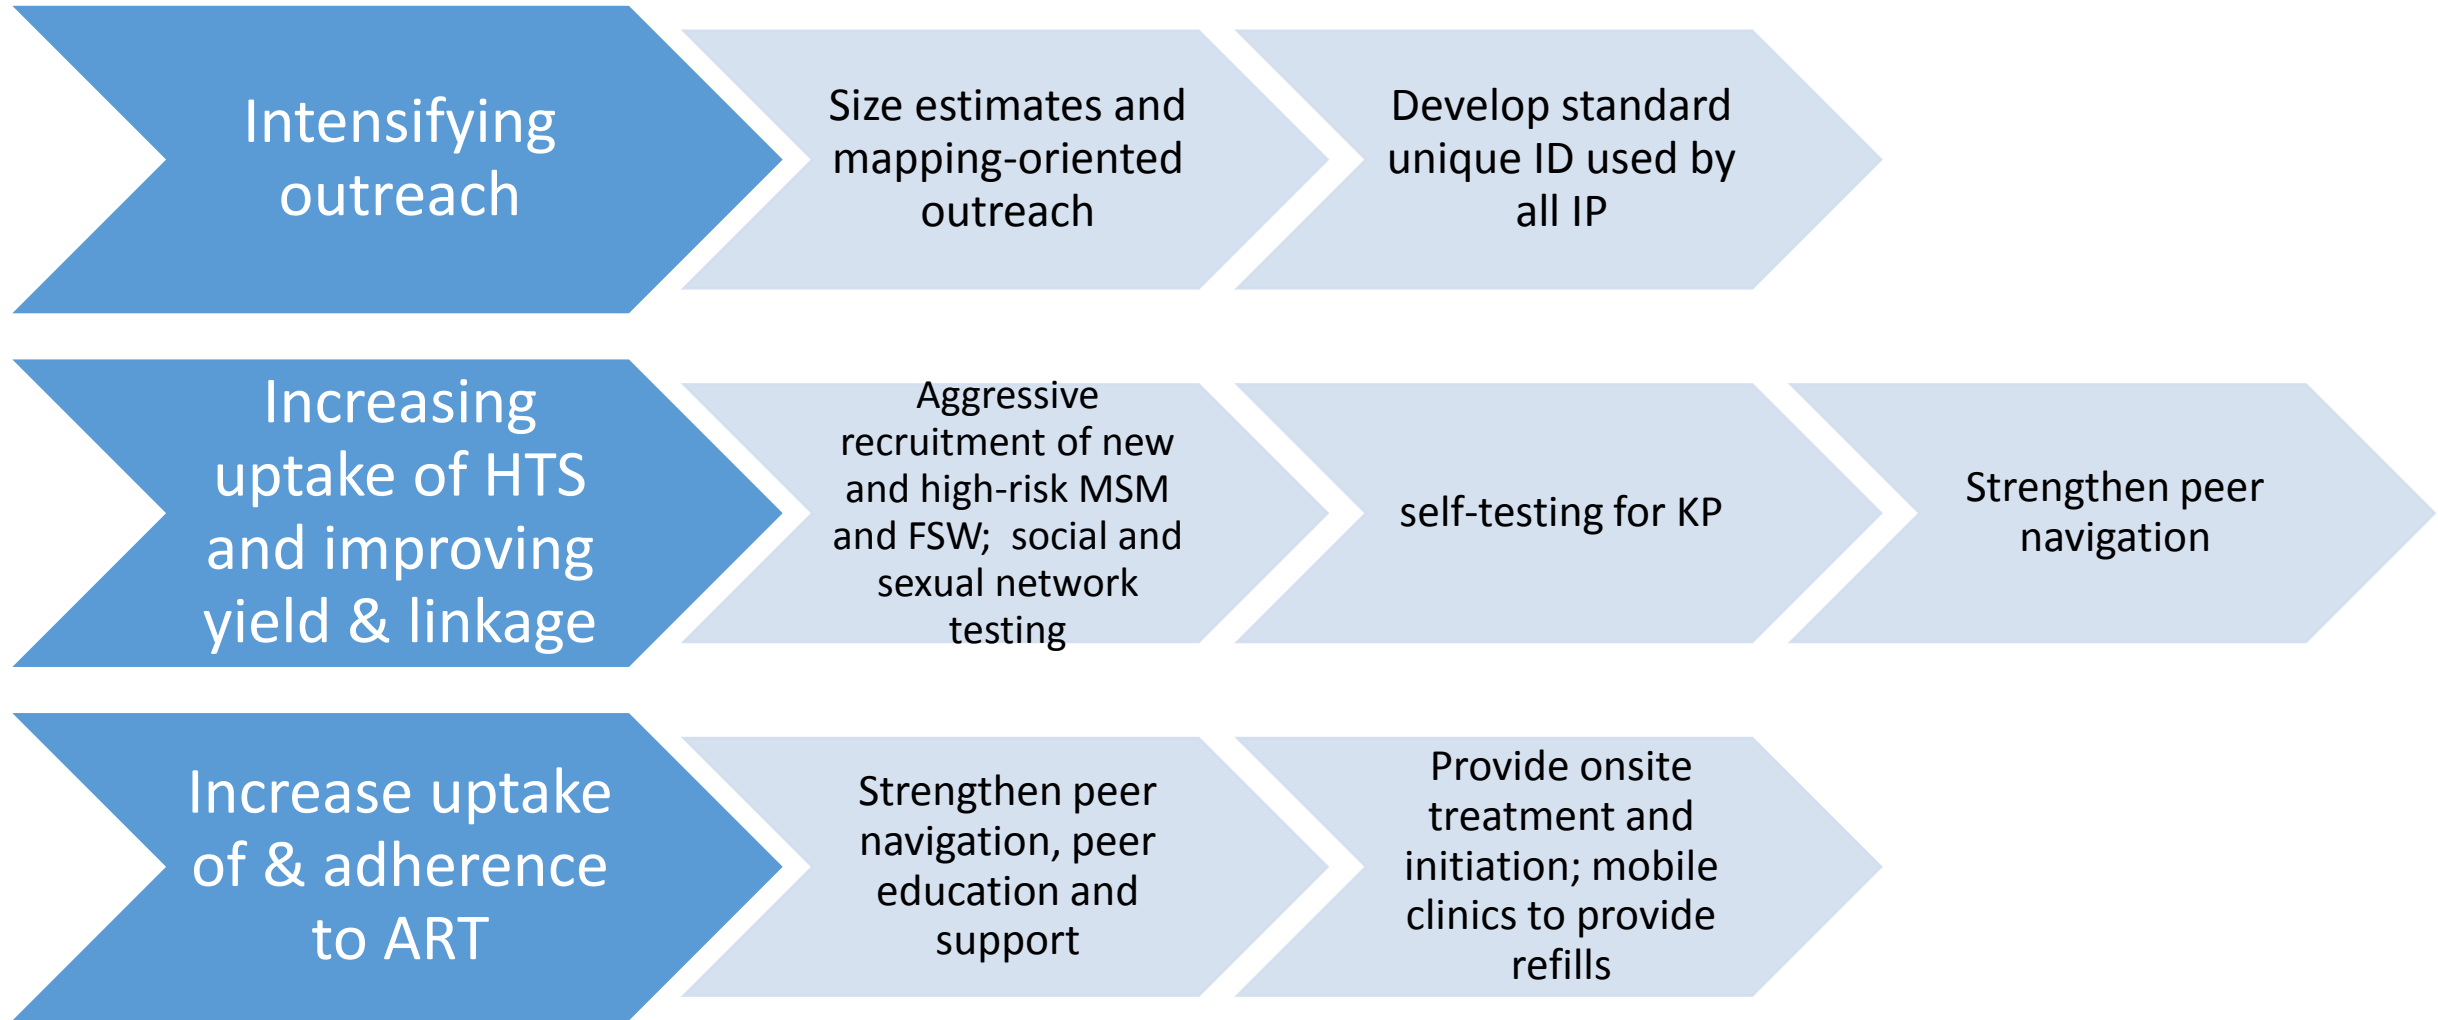 Intensifying
outreach
Size estimates and
mapping-oriented
outreach
Develop standard
unique ID used by
all IP
Increasing
uptake of HTS
and improving
yield & linkage
Aggressive
recruitment of new
and high-risk MSM
and FSW;  social and
sexual network
testing
self-testing for KP
Strengthen peer
navigation
Increase uptake
of & adherence
to ART
Strengthen peer
navigation, peer
education and
support
Provide onsite
treatment and
initiation; mobile
clinics to provide
refills